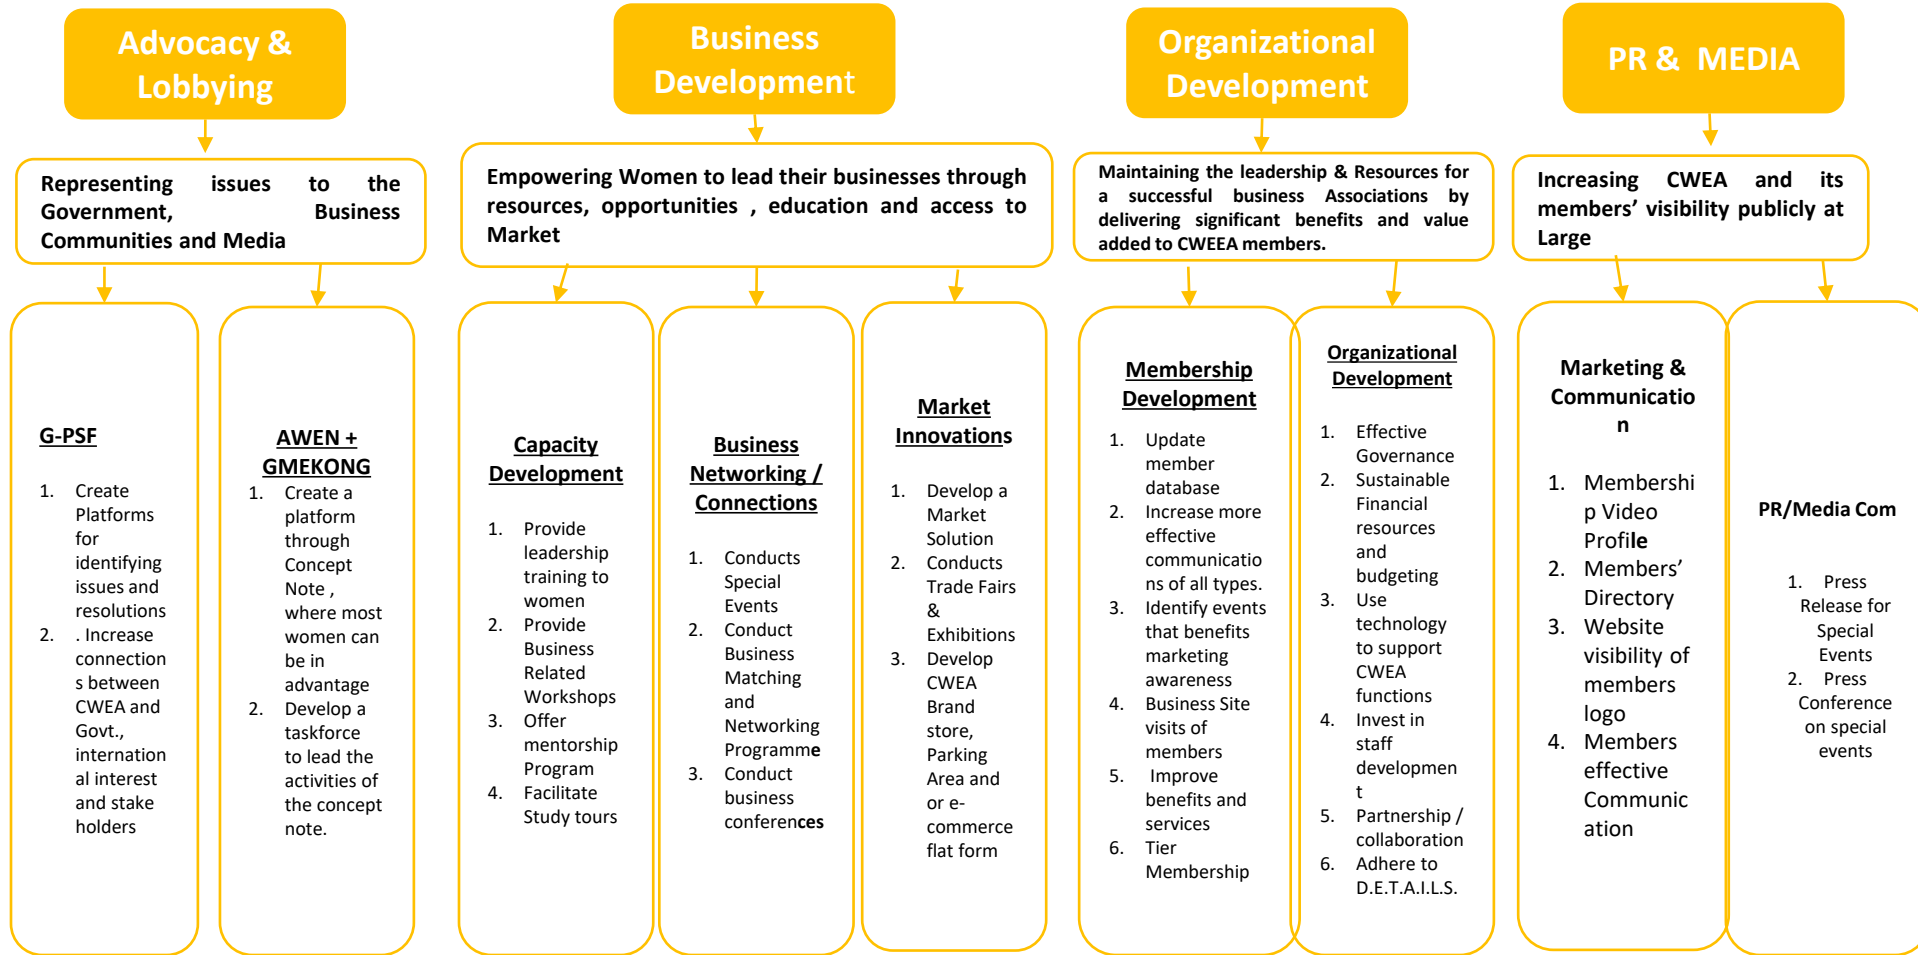 Advocacy &
Lobbying
Business
Development
Organizational
Development
PR & MEDIA
Representing issues to the
Government, Business
Communities and Media
Empowering Women to lead their businesses through
resources, opportunities , education and access to
Market
Maintaining the leadership & Resources for
a successful business Associations by
delivering significant benefits and value
added to CWEEA members.
Increasing CWEA and its
members’ visibility publicly at
Large
G-PSF
1. Create
Platforms
for
identifying
issues and
resolutions
2. . Increase
connection
s between
CWEA and
Govt.,
internation
al interest
and stake
holders
AWEN +
GMEKONG
1. Create a
platform
through
Concept
Note ,
where most
women can
be in
advantage
2. Develop a
taskforce
to lead the
activities of
the concept
note.
Capacity
Development
1. Provide
leadership
training to
women
2. Provide
Business
Related
Workshops
3. Offer
mentorship
Program
4. Facilitate
Study tours
Business
Networking /
Connections
1. Conducts
Special
Events
2. Conduct
Business
Matching
and
Networking
Programme
3. Conduct
business
conferences
Market
Innovations
1. Develop a
Market
Solution
2. Conducts
Trade Fairs
&
Exhibitions
3. Develop
CWEA
Brand
store,
Parking
Area and
or e-
commerce
flat form
Membership
Development
1. Update
member
database
2. Increase more
effective
communicatio
ns of all types.
3. Identify events
that benefits
marketing
awareness
4. Business Site
visits of
members
5. Improve
benefits and
services
6. Tier
Membership
Organizational
Development
1. Effective
Governance
2. Sustainable
Financial
resources
and
budgeting
3. Use
technology
to support
CWEA
functions
4. Invest in
staff
developmen
t
5. Partnership /
collaboration
6. Adhere to
D.E.T.A.I.L.S.
Marketing &
Communicatio
n
1. Membershi
p Video
Profile
2. Members’
Directory
3. Website
visibility of
members
logo
4. Members
effective
Communic
ation
PR/Media Com
1. Press
Release for
Special
Events
2. Press
Conference
on special
events